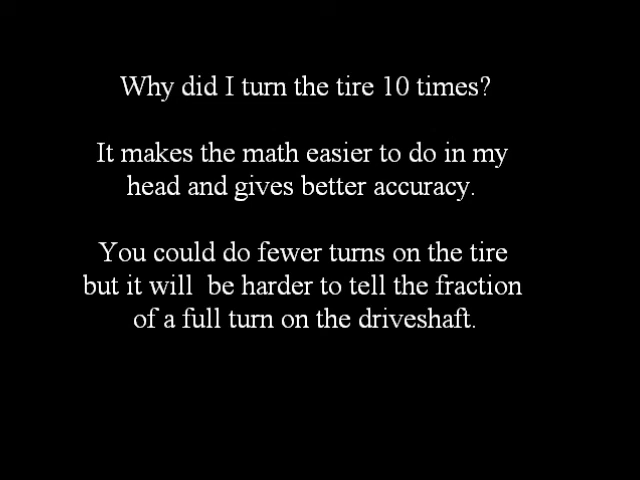 Why did I turn the tire 10 times?
It makes the math easier to do in my
head and gives better accuracy.
You could do fewer turns on the tire
but it will  be harder to tell the fraction
of a full turn on the driveshaft.